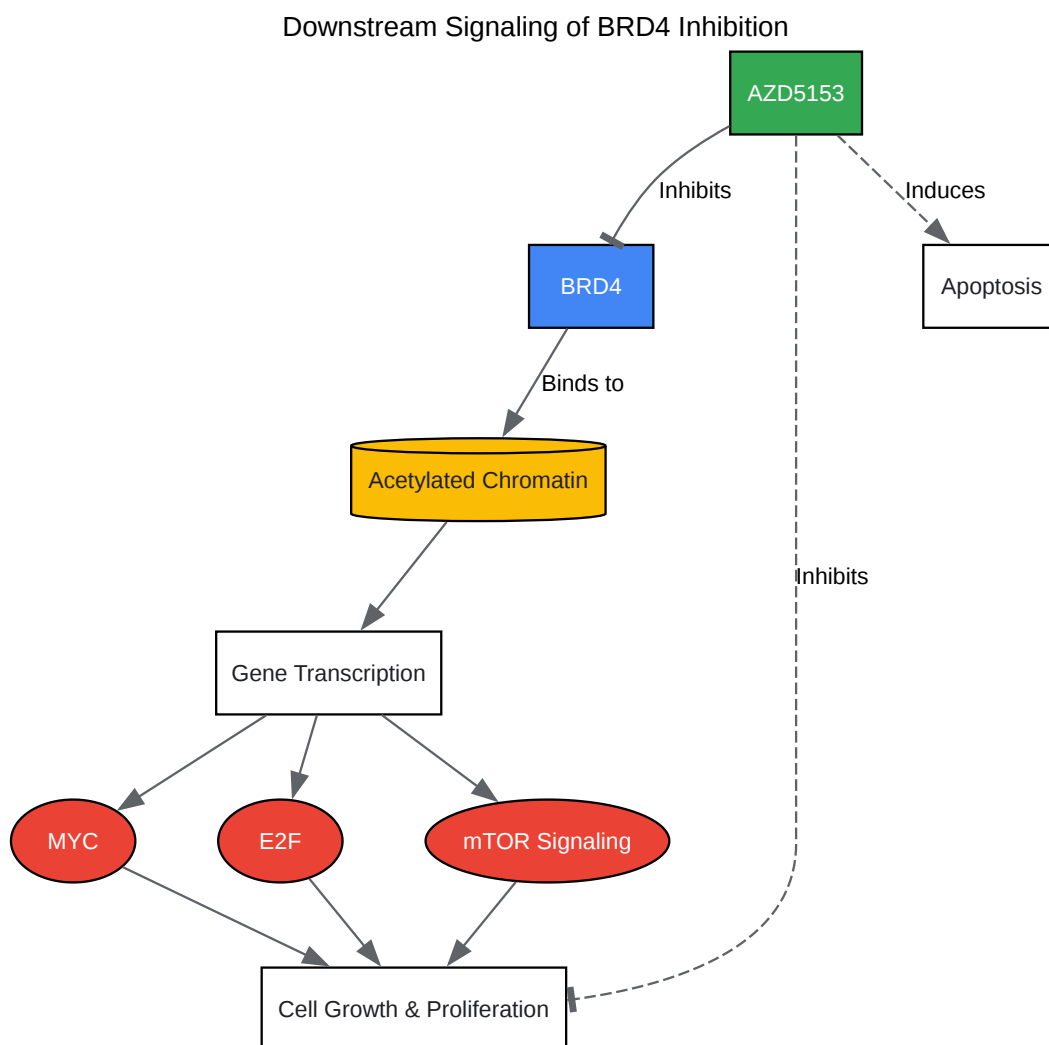 Downstream Signaling of BRD4 Inhibition
AZD5153
Inhibits
Induces
BRD4
Apoptosis
Binds to
Acetylated Chromatin
Inhibits
Gene Transcription
MYC
E2F
mTOR Signaling
Cell Growth & Proliferation